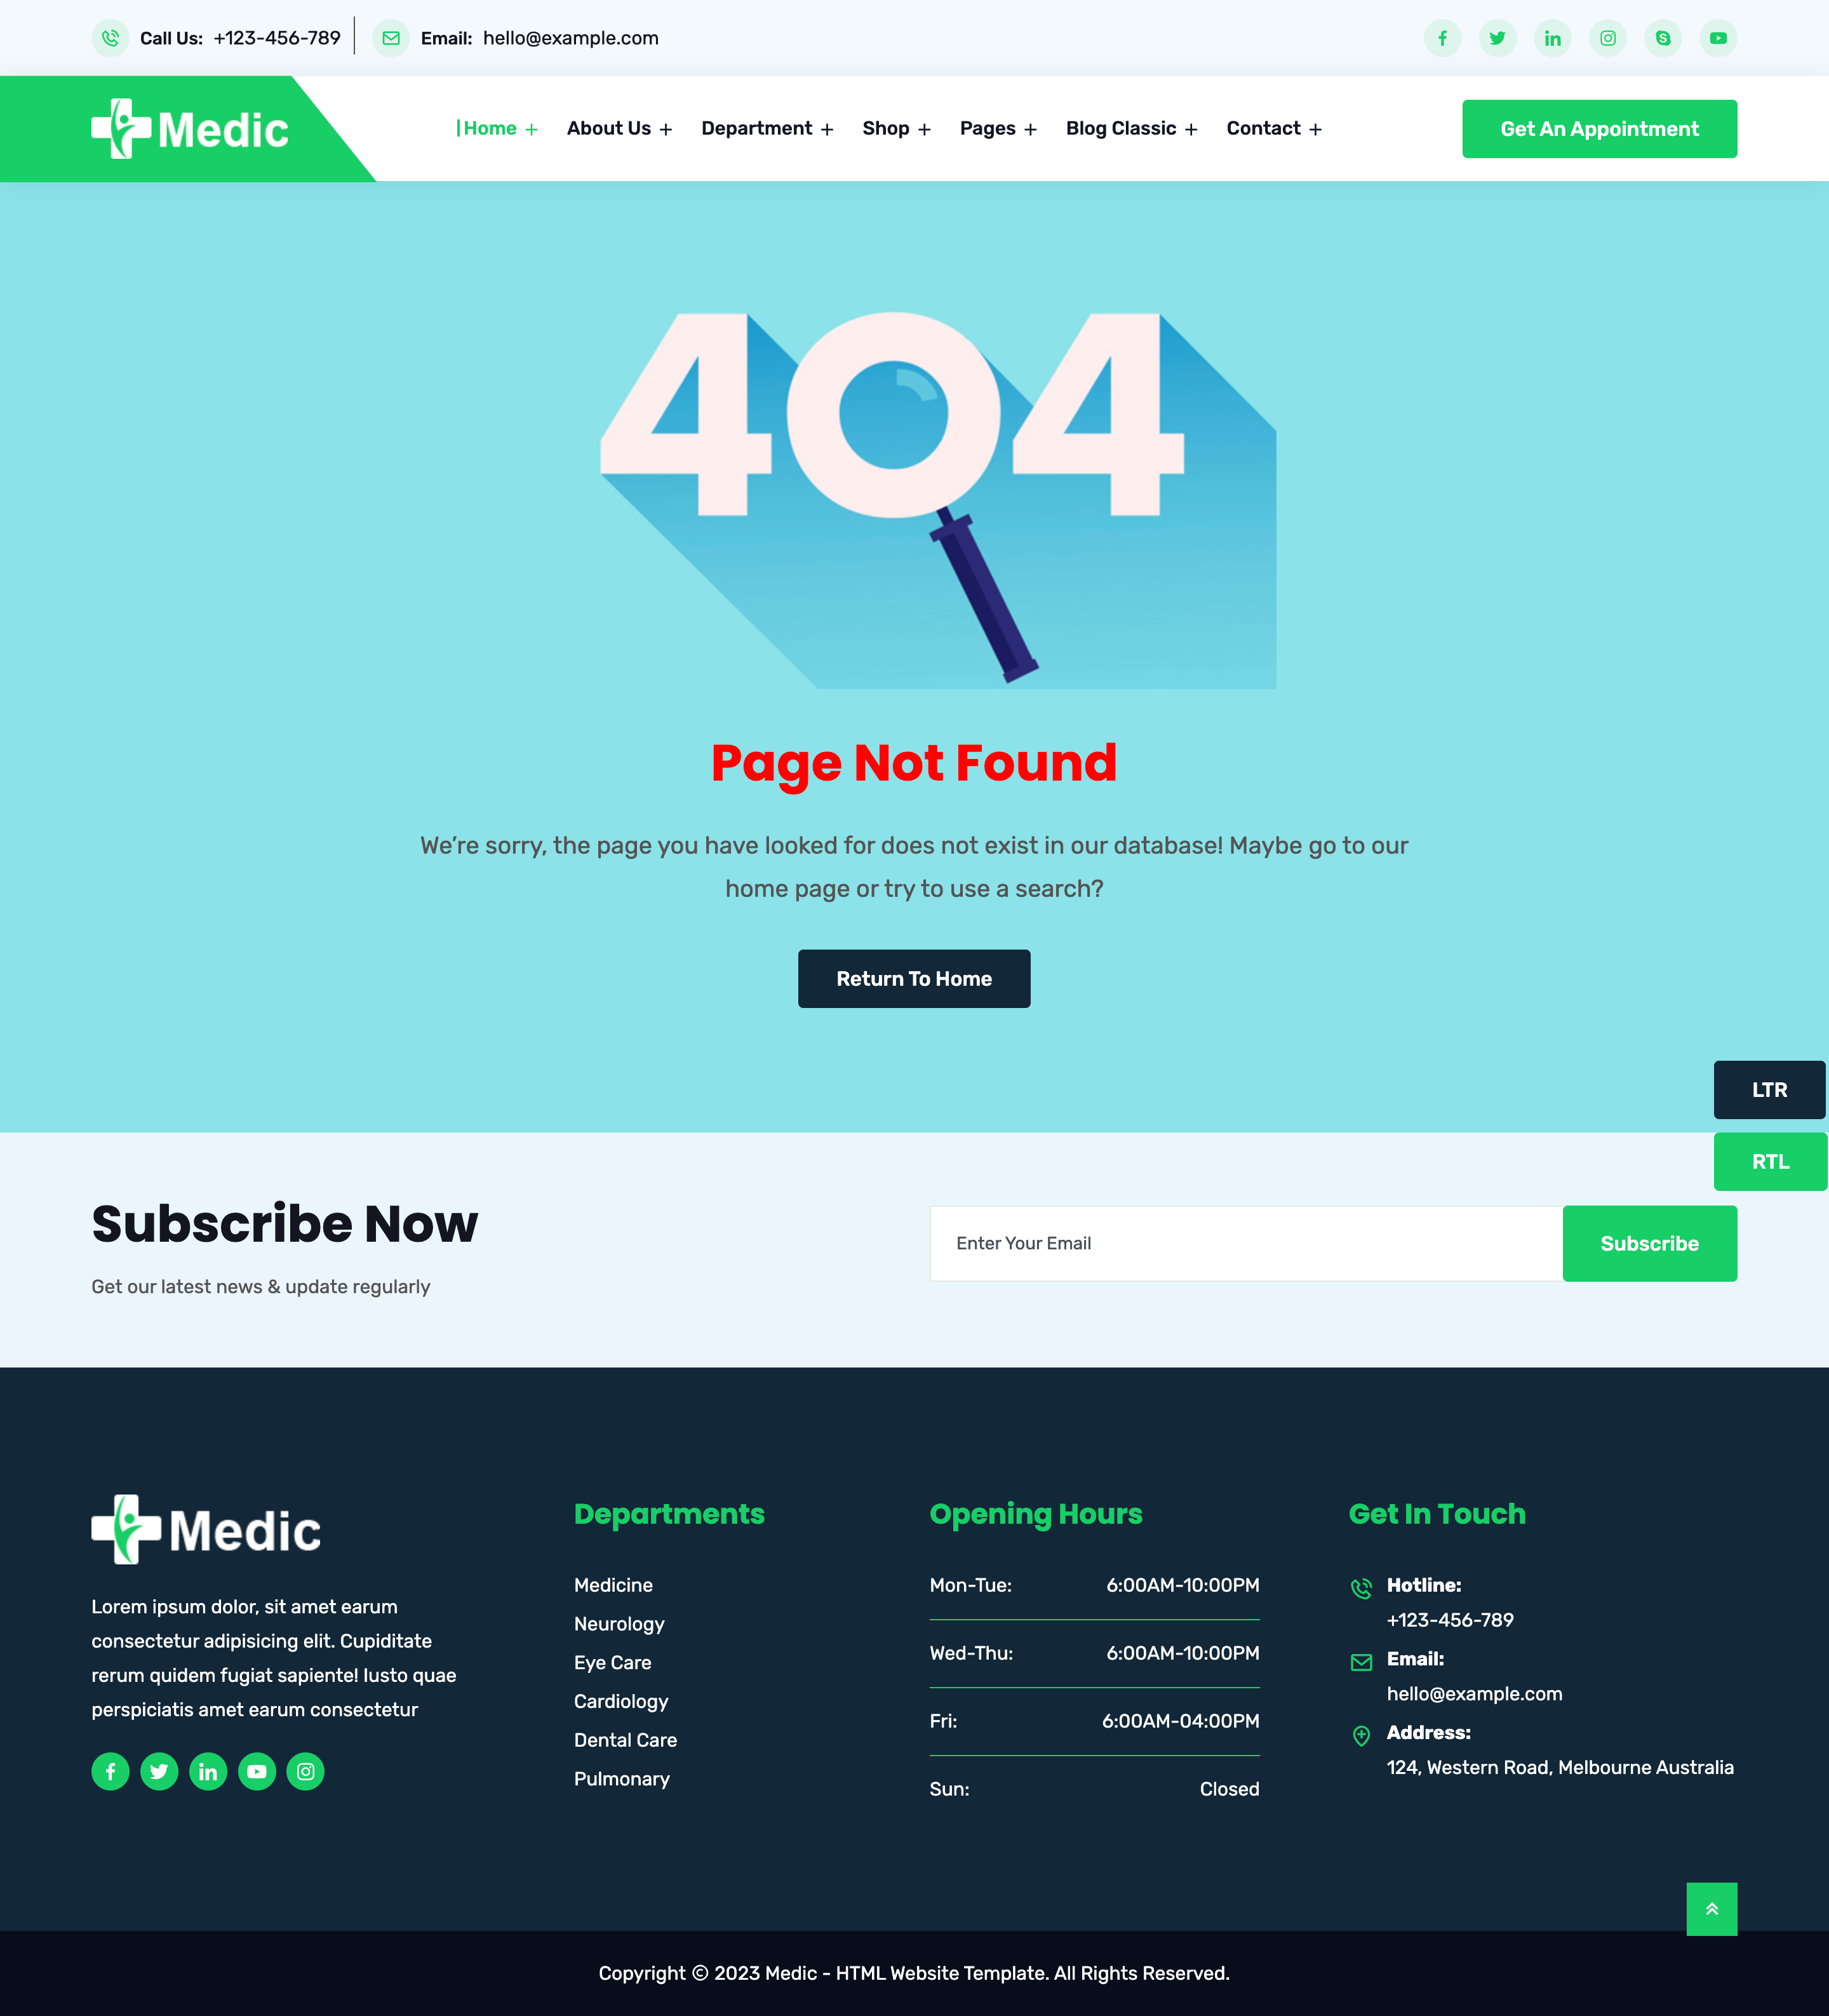 Call Us: +123-456-789
Email: hello@example.com
Medic
Home + About Us + Department + Shop + Pages + Blog Classic + Contact +
Get An Appointment
404
Page Not Found
We’re sorry, the page you have looked for does not exist in our database! Maybe go to our
home page or try to use a search?
Return To Home
LTR
RTL
Subscribe Now
Get our latest news & update regularly
Enter Your Email
Subscribe
Medic
Lorem ipsum dolor, sit amet earum
consectetur adipisicing elit. Cupiditate
rerum quidem fugiat sapiente! Iusto quae
perspiciatis amet earum consectetur
Departments
Medicine
Neurology
Eye Care
Cardiology
Dental Care
Pulmonary
Opening Hours
Mon-Tue: 6:00AM-10:00PM
Wed-Thu: 6:00AM-10:00PM
Fri: 6:00AM-04:00PM
Sun: Closed
Get In Touch
Hotline:
+123-456-789
Email:
hello@example.com
Address:
124, Western Road, Melbourne Australia
Copyright © 2023 Medic - HTML Website Template. All Rights Reserved.